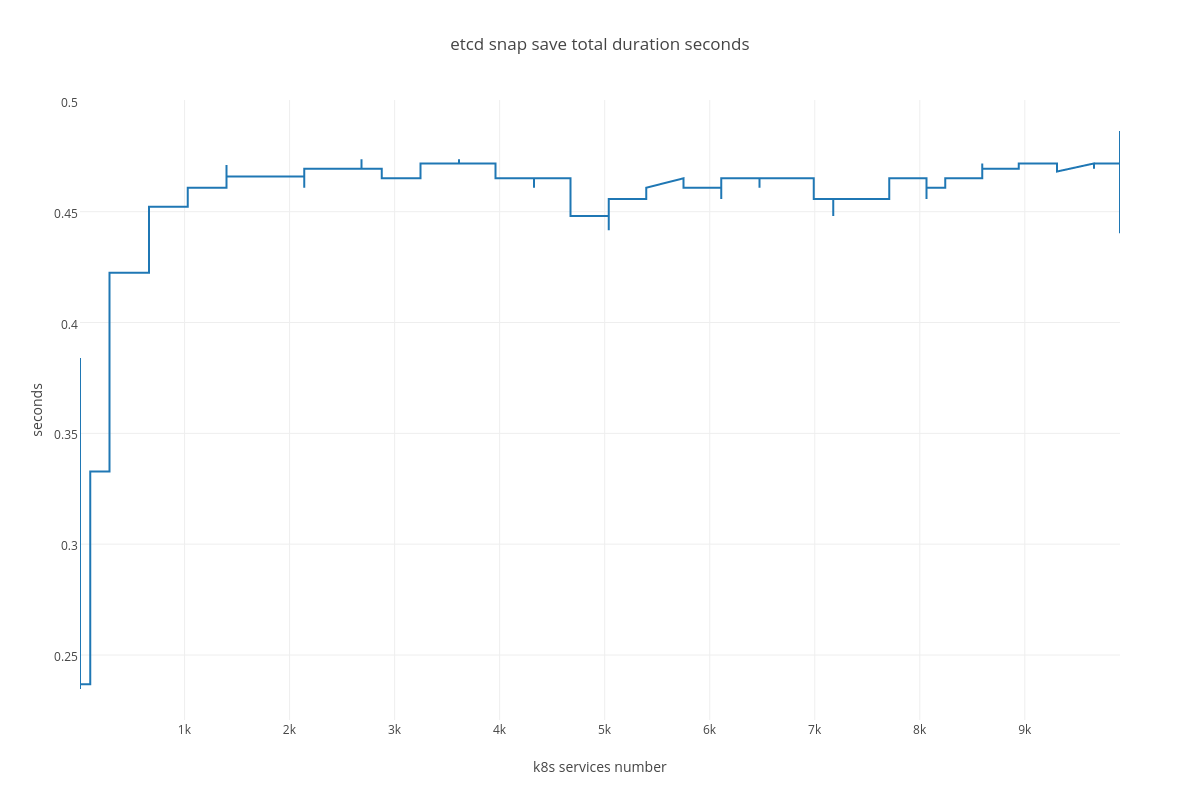 etcd snap save total duration seconds
0.5
0.45
0.4
0.35
0.3
0.25
seconds
1k
2k
3k
4k
5k
6k
7k
8k
9k
k8s services number